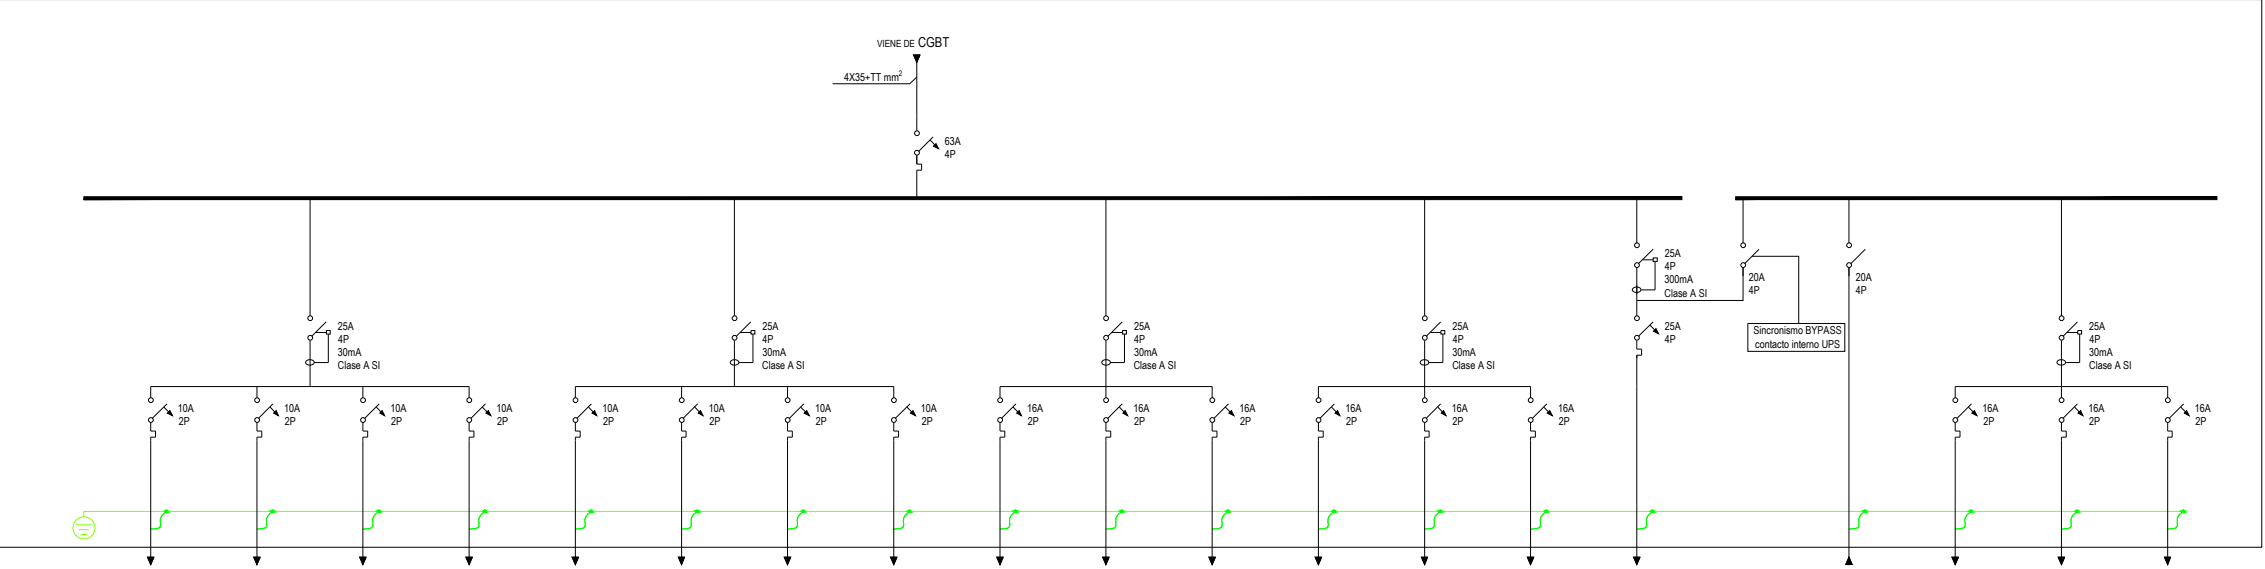 VIENE DE CGBT
4X35+TT mm²
63A
4P
25A
4P
300mA
Clase A SI
20A
4P
20A
4P
Sincronismo BYPASS
contacto interno UPS
25A
4P
30mA
Clase A SI
25A
4P
30mA
Clase A SI
25A
4P
30mA
Clase A SI
25A
4P
30mA
Clase A SI
25A
4P
25A
4P
30mA
Clase A SI
10A
2P
10A
2P
10A
2P
10A
2P
10A
2P
10A
2P
10A
2P
10A
2P
16A
2P
16A
2P
16A
2P
16A
2P
16A
2P
16A
2P
16A
2P
16A
2P
16A
2P